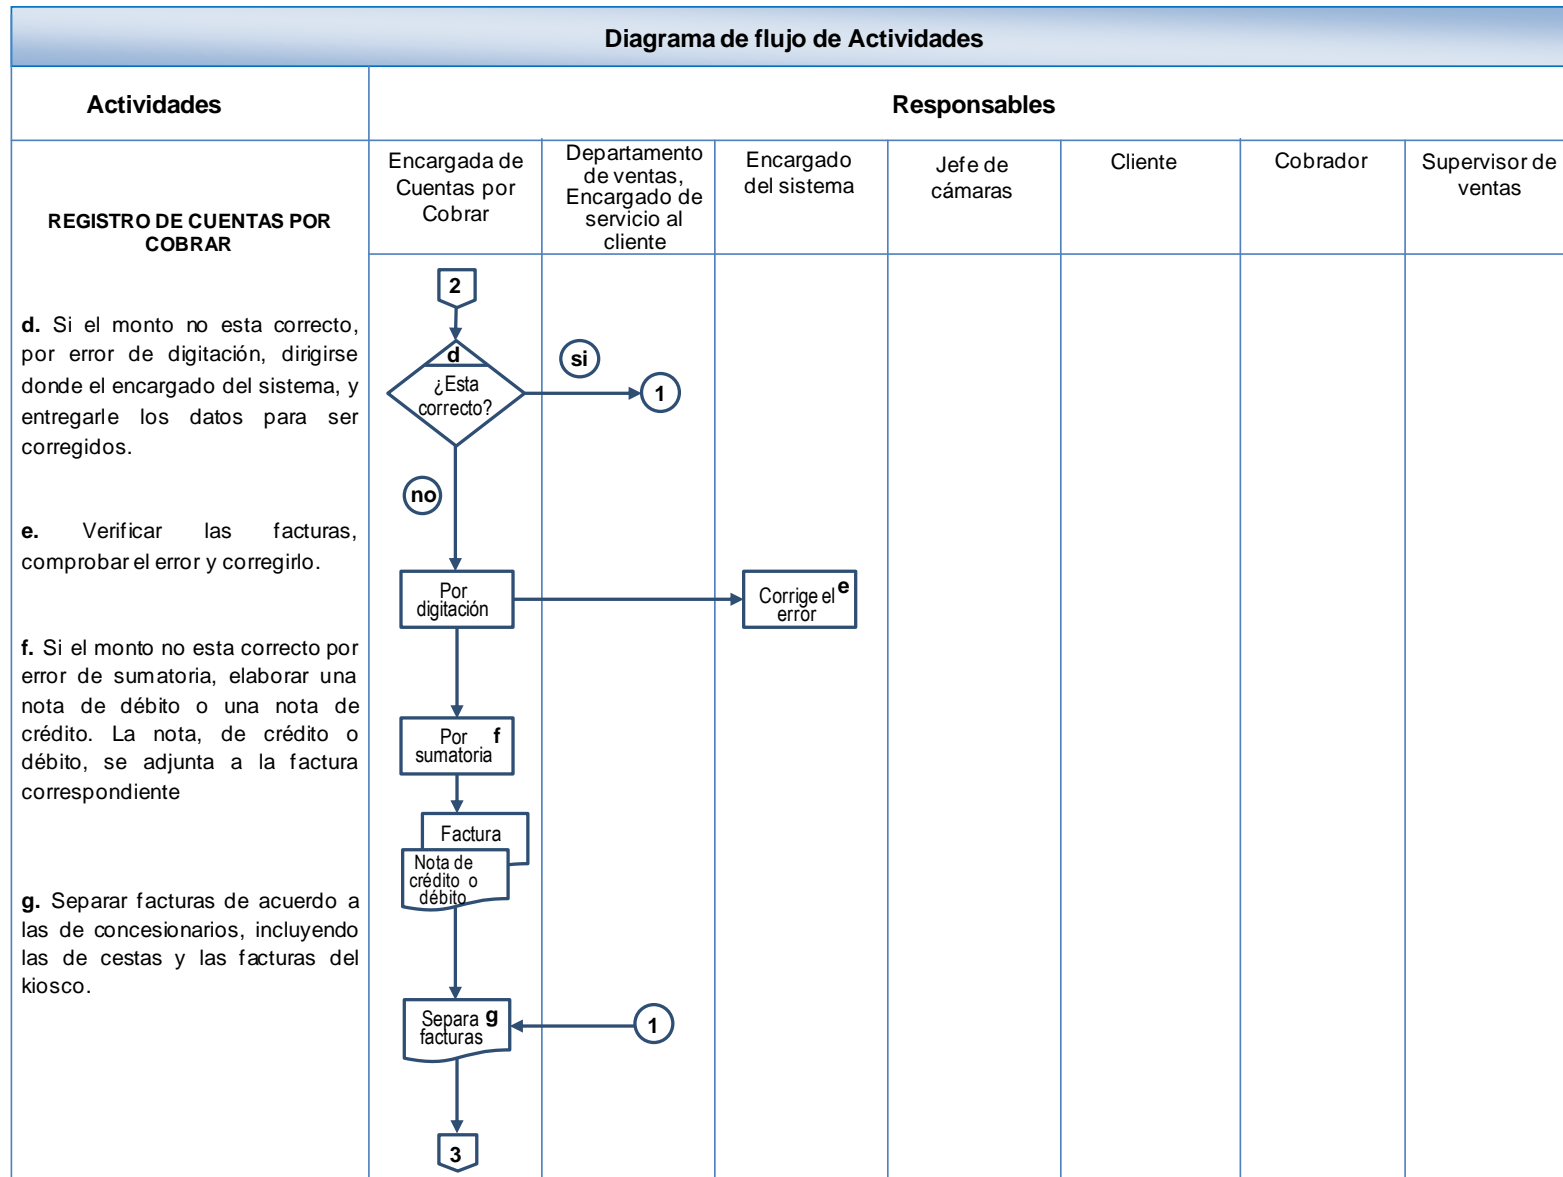 Diagrama de flujo de Actividades
Actividades
Responsables
REGISTRO DE CUENTAS POR
COBRAR
Encargada de
Cuentas por
Cobrar
Departamento
de ventas,
Encargado de
servicio al
cliente
Encargado
del sistema
Jefe de
cámaras
Cliente
Cobrador
Supervisor de
ventas
d. Si el monto no esta correcto,
por error de digitación, dirigirse
donde el encargado del sistema, y
entregarle los datos para ser
corregidos.
e. Verificar las facturas,
comprobar el error y corregirlo.
f. Si el monto no esta correcto por
error de sumatoria, elaborar una
nota de débito o una nota de
crédito. La nota, de crédito o
débito, se adjunta a la factura
correspondiente
g. Separar facturas de acuerdo a
las de concesionarios, incluyendo
las de cestas y las facturas del
kiosco.
2
d
¿Esta
correcto?
si
1
no
Por
digitación
Corrige el e
error
Por f
sumatoria
Factura
Nota de
crédito o
débito
Separa g
facturas
1
3